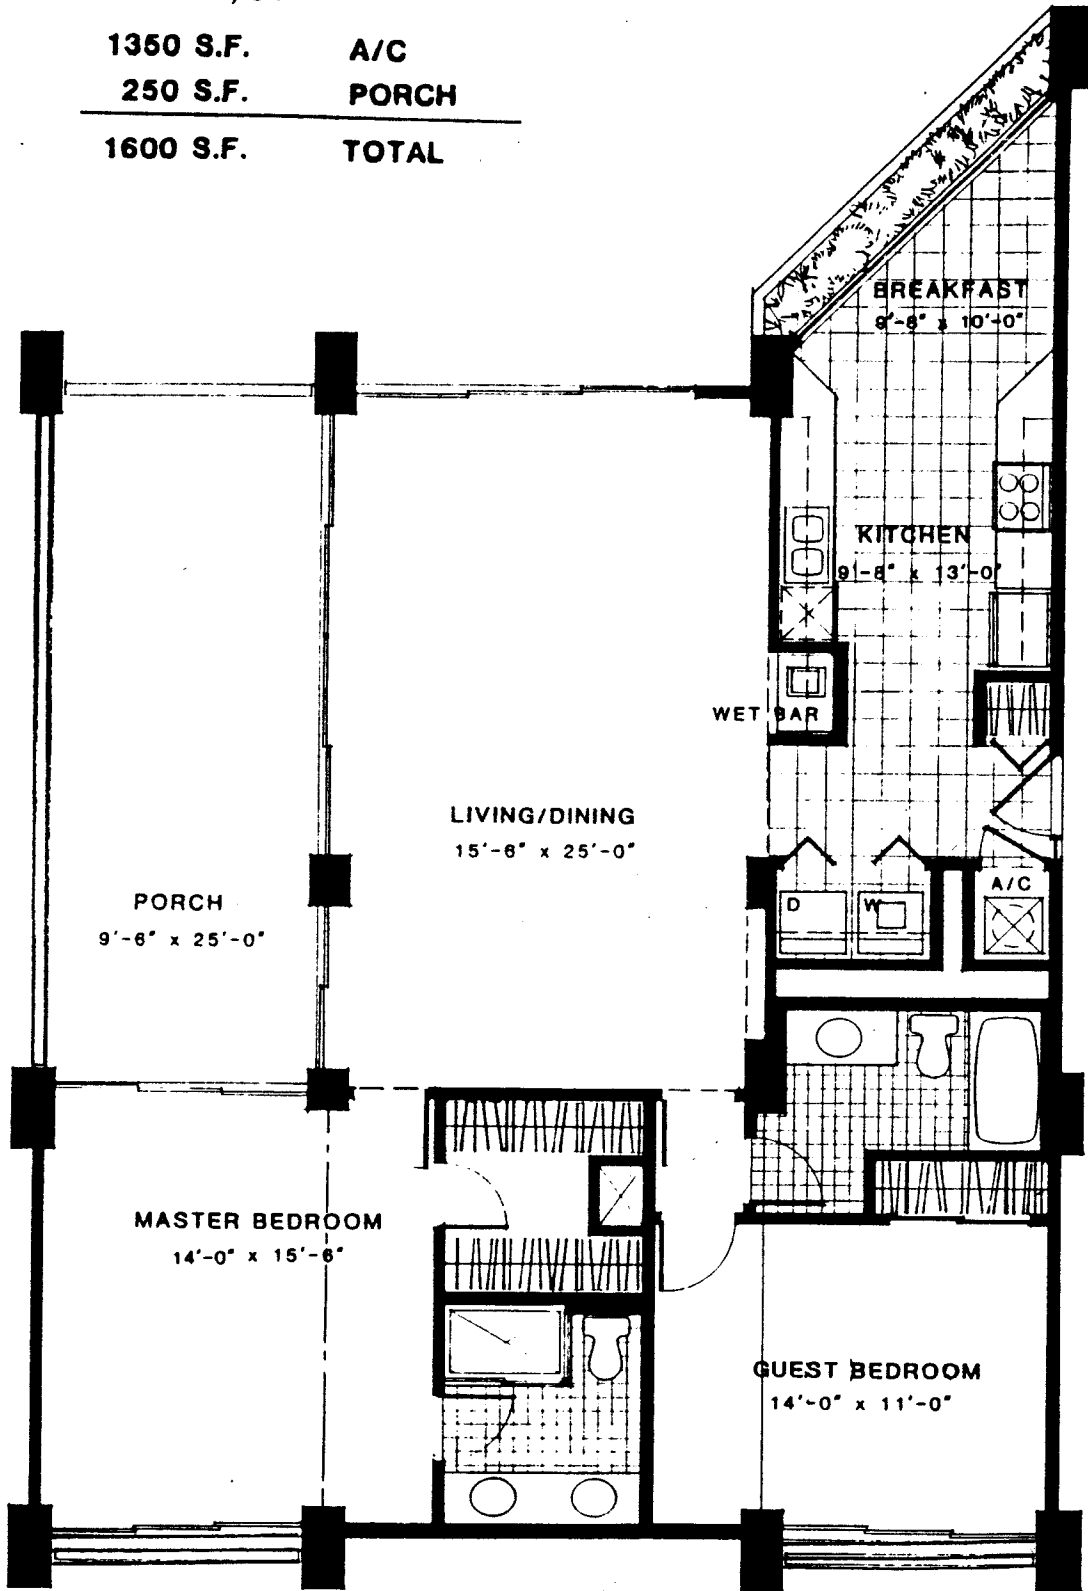 1350 S.F. A/C
250 S.F. PORCH
1600 S.F. TOTAL
BREAKFAST
9'-8" x 10'-0"
KITCHEN
9'-8" x 13'-0"
WET BAR
LIVING/DINING
15'-6" x 25'-0"
PORCH
9'-6" x 25'-0"
D
W
A/C
MASTER BEDROOM
14'-0" x 15'-6"
GUEST BEDROOM
14'-0" x 11'-0"